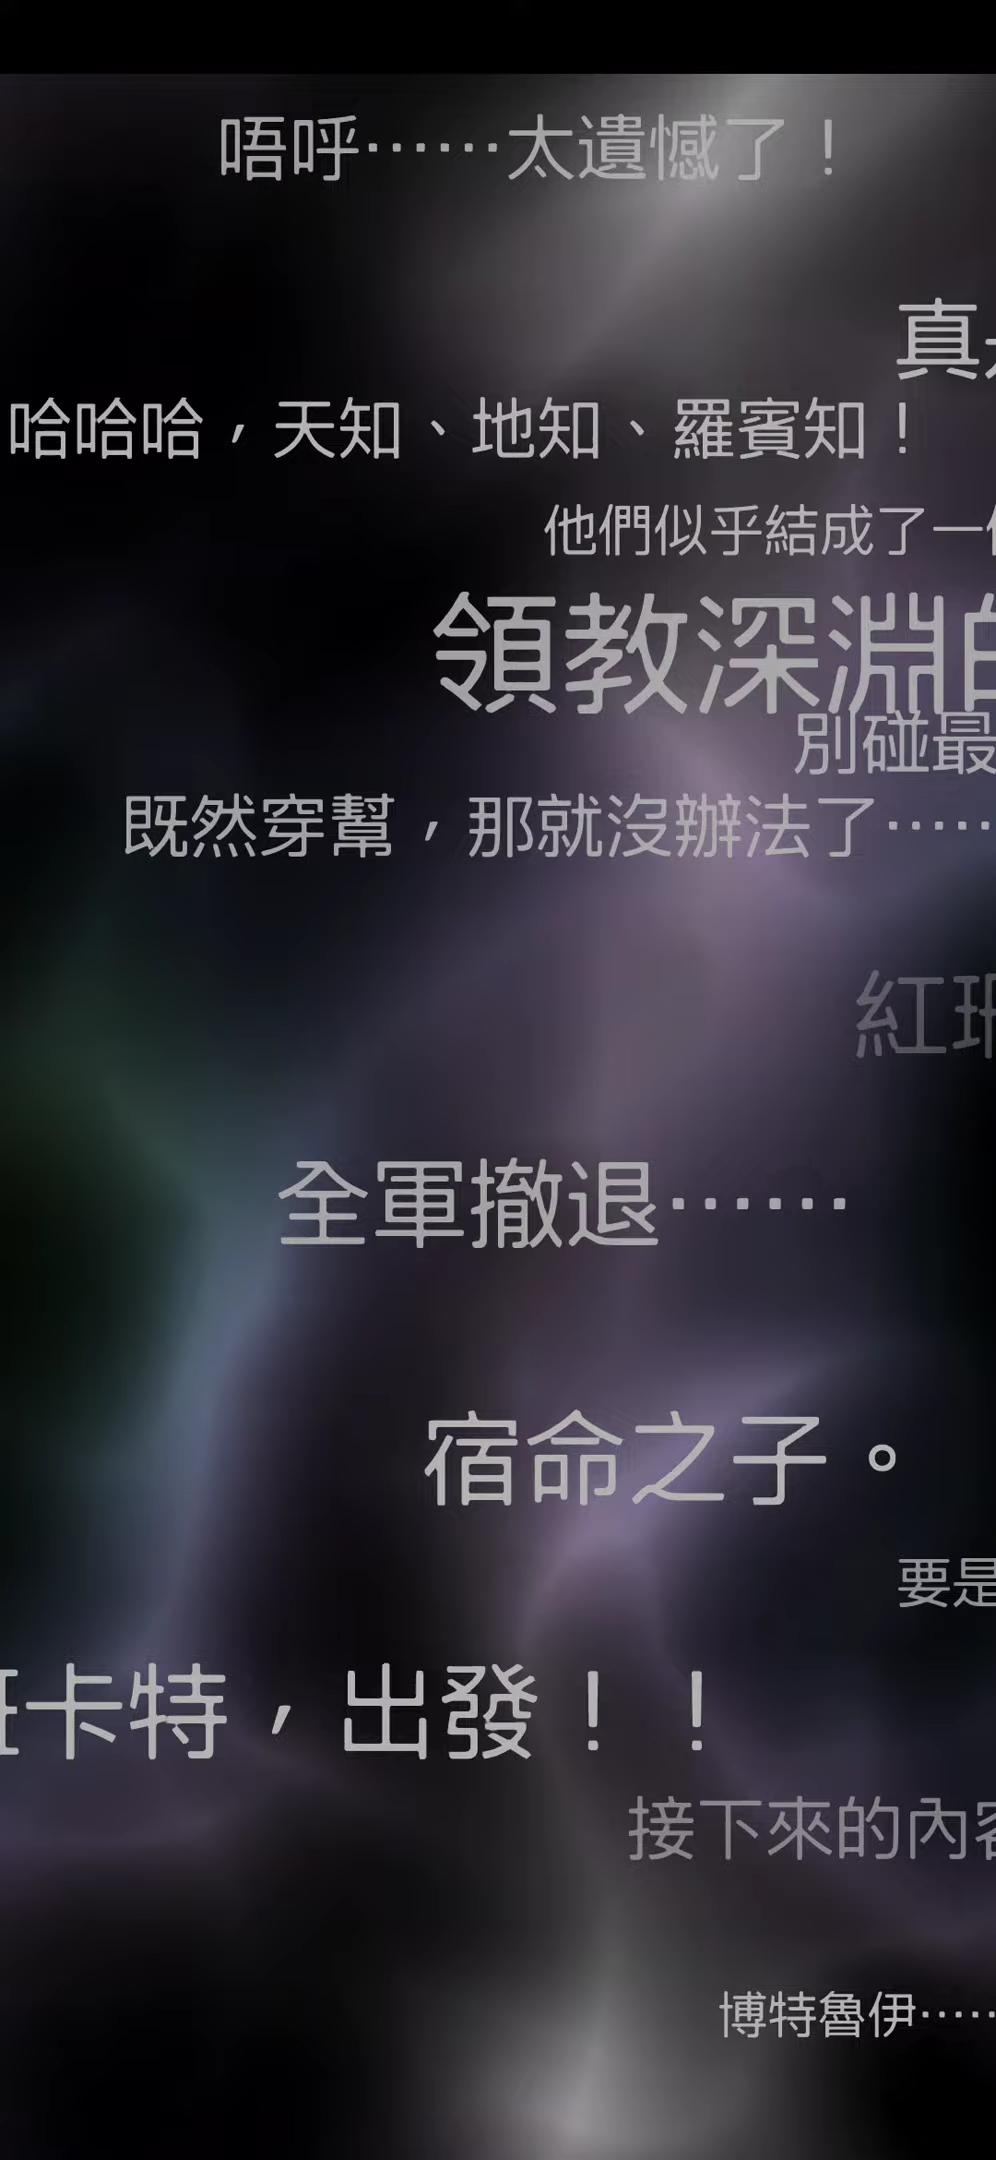 唔呼……太遺憾了！
真
哈哈哈，天知、地知、羅賓知！
他們似乎結成了一
領教深淵的
別碰最
既然穿幫，那就沒辦法了……
紅珊
全軍撤退……
宿命之子。
要是
卡特，出發！！
接下來的內容
博特魯伊……